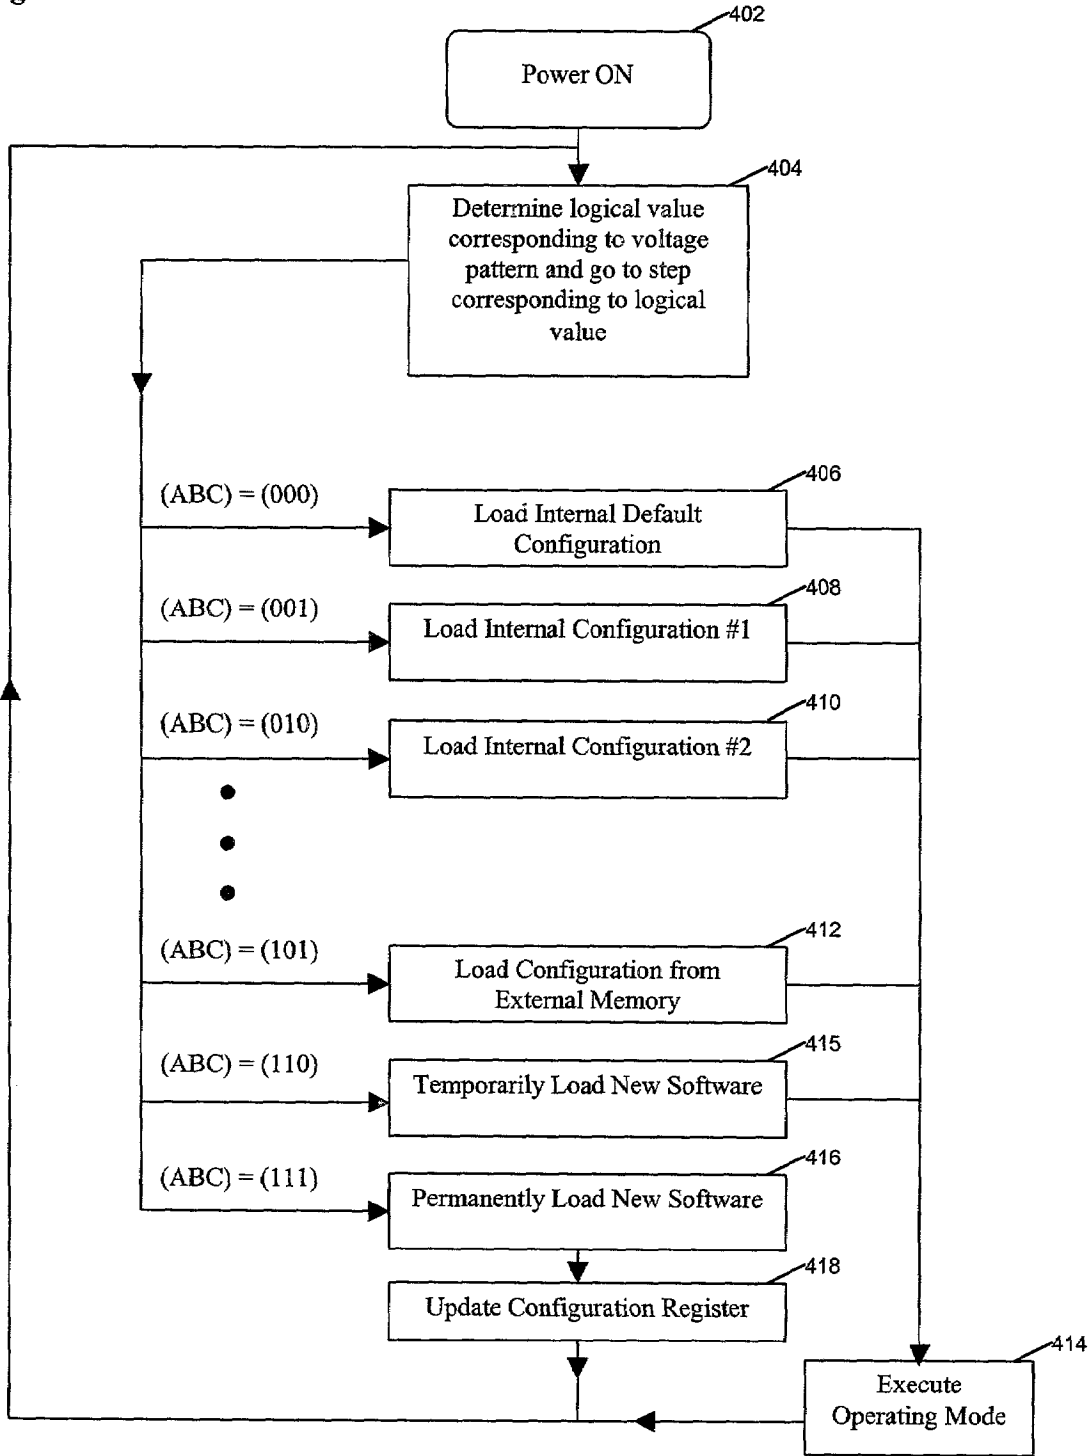 402
Power ON
404
Determine logical value
corresponding to voltage
pattern and go to step
corresponding to logical
value
406
(ABC) = (000)
Load Internal Default
Configuration
408
(ABC) = (001)
Load Internal Configuration #1
410
(ABC) = (010)
Load Internal Configuration #2
412
(ABC) = (101)
Load Configuration from
External Memory
415
(ABC) = (110)
Temporarily Load New Software
416
(ABC) = (111)
Permanently Load New Software
418
Update Configuration Register
414
Execute
Operating Mode